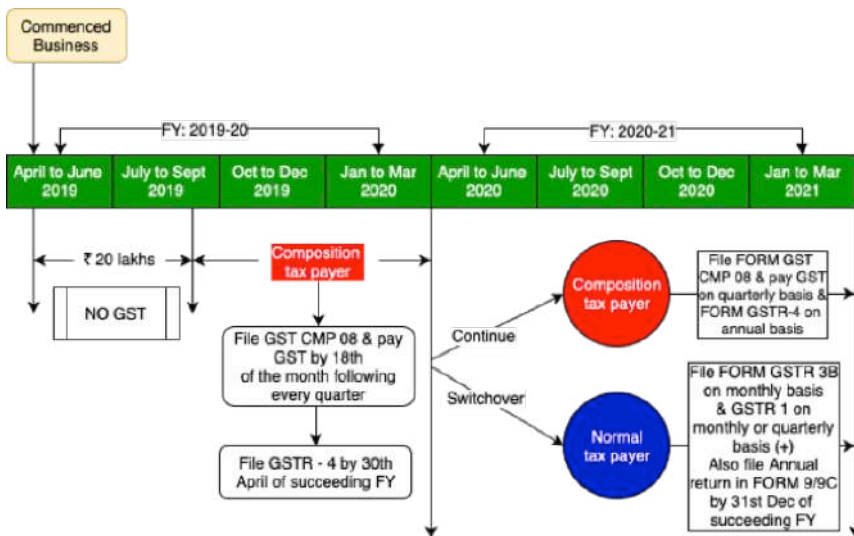 Commenced
Business
FY: 2019-20
FY: 2020-21
April to June
2019
July to Sept
2019
Oct to Dec
2019
Jan to Mar
2020
April to June
2020
July to Sept
2020
Oct to Dec
2020
Jan to Mar
2021
₹ 20 lakhs
Composition
tax payer
NO GST
File GST CMP 08 & pay
GST by 18th
of the month following
every quarter
File GSTR - 4 by 30th
April of succeeding FY
Continue
Switchover
Composition
tax payer
File FORM GST
CMP 08 & pay GST
on quarterly basis &
FORM GSTR-4 on
annual basis
Normal
tax payer
File FORM GSTR 3B
on monthly basis
& GSTR 1 on
monthly or quarterly
basis (+)
Also file Annual
return in FORM 9/9C
by 31st Dec of
succeeding FY